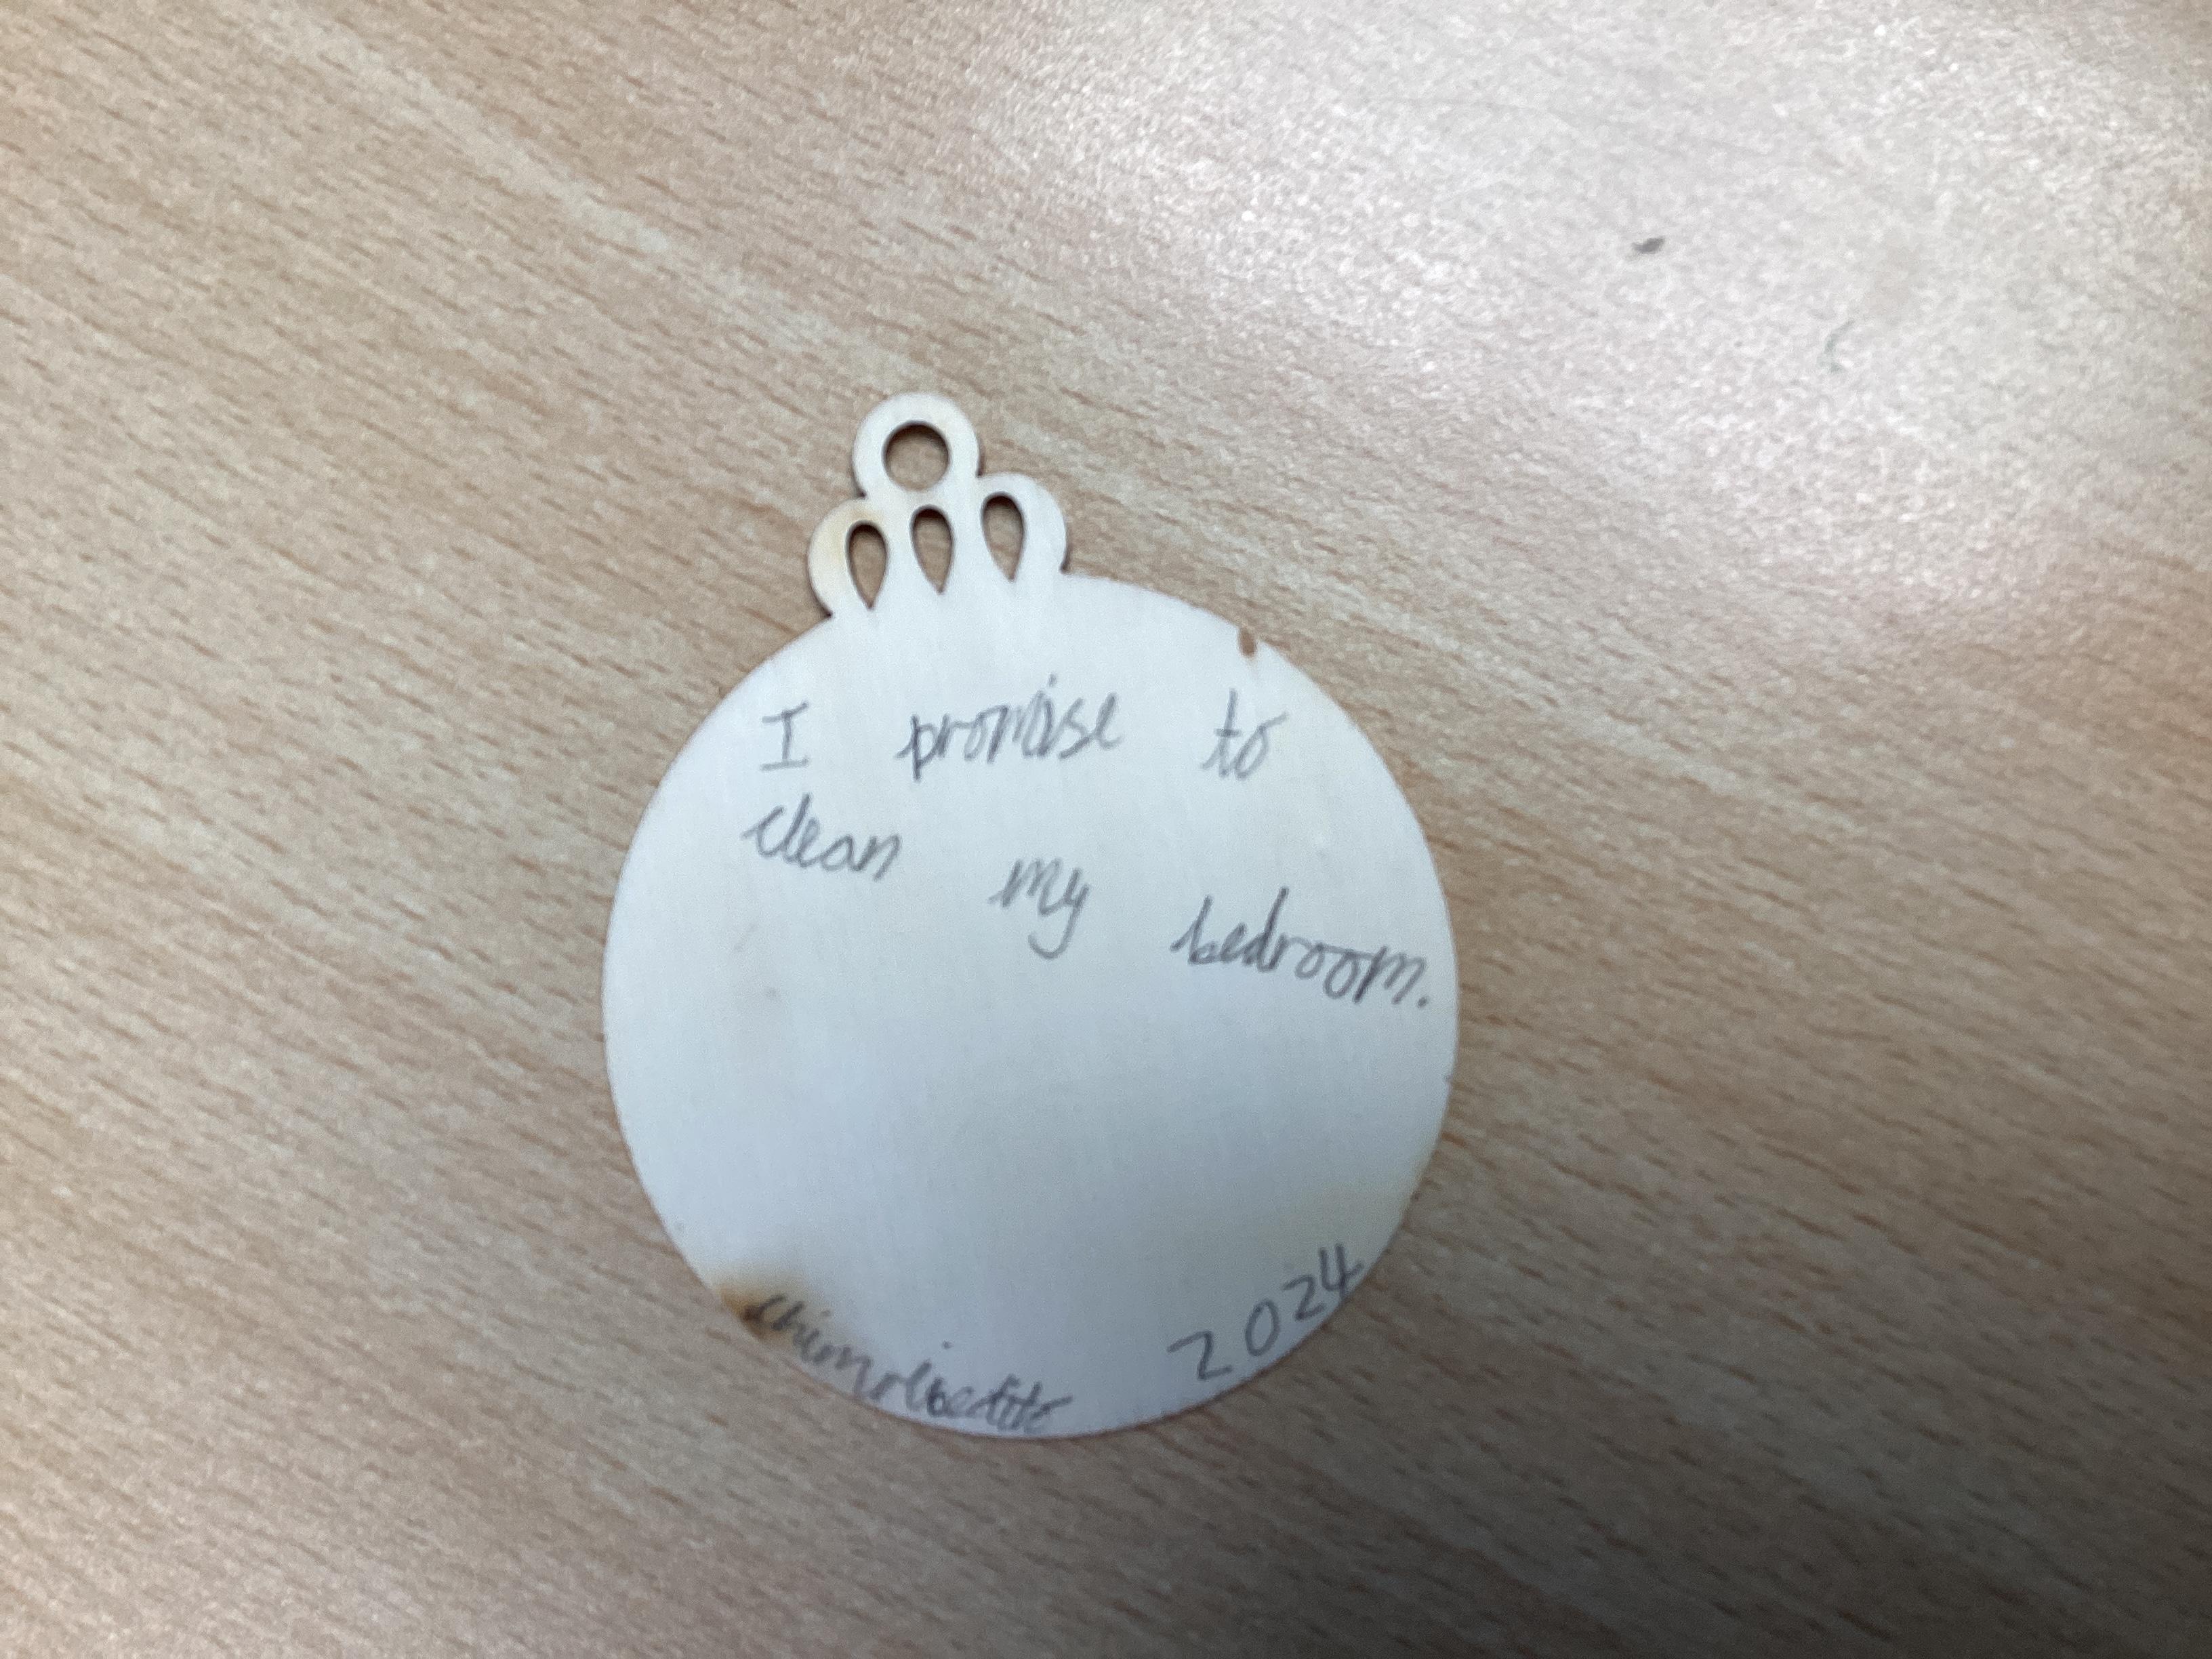 I promise to
clean my bedroom.
2024